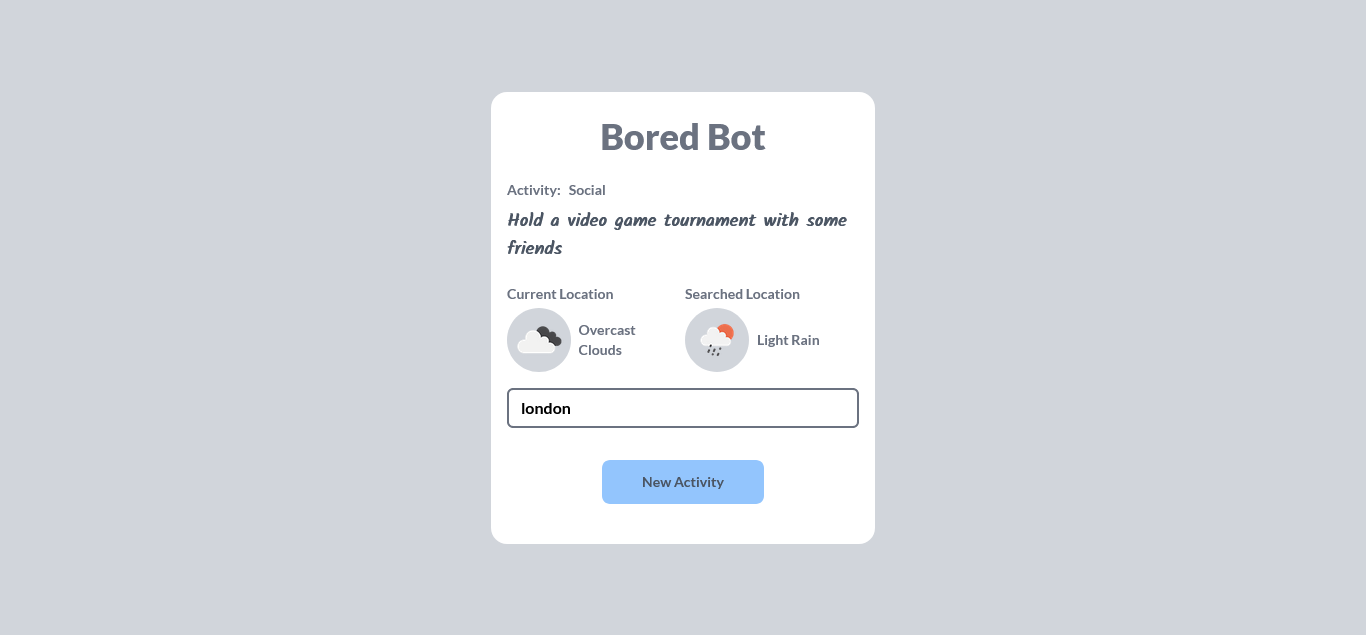 Bored Bot
Activity: Social
Hold a video game tournament with some
friends
Current Location
Searched Location
Overcast
Clouds
Light Rain
london
New Activity